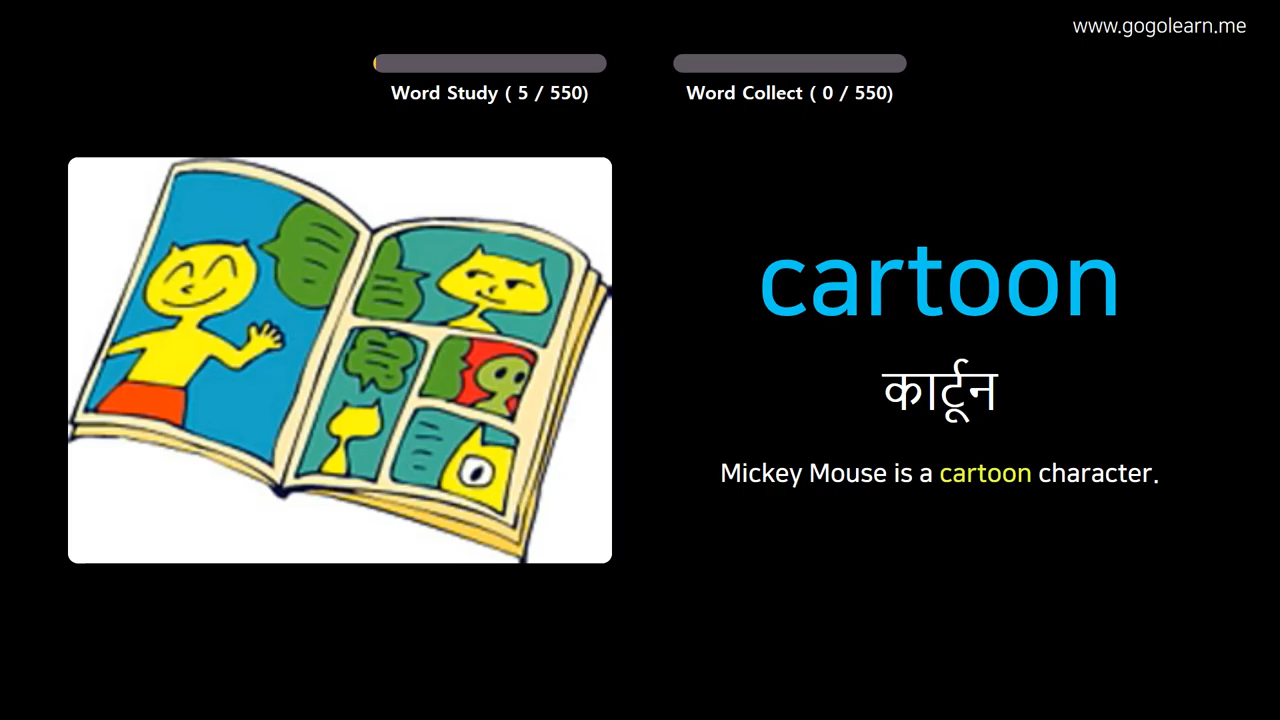 www.gogolearn.me
Word Study ( 5 / 550)
Word Collect ( 0 / 550)
cartoon
कार्टून
Mickey Mouse is a cartoon character.